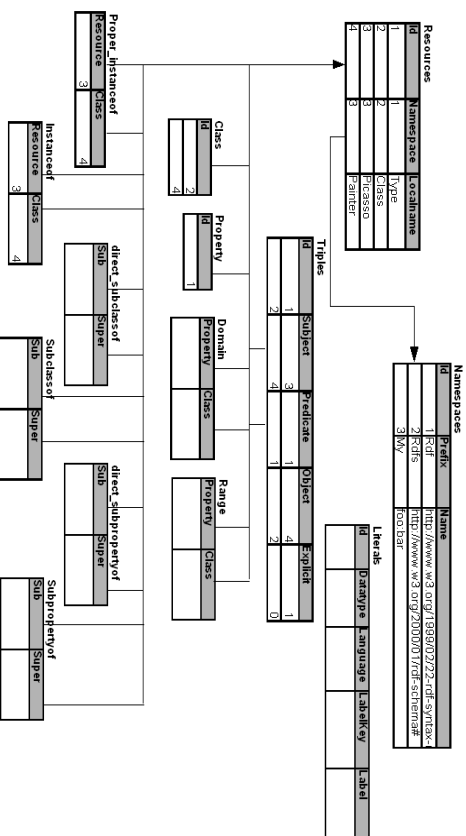 Resources
Id Namespace Localname
1 1 Type
2 2 Class
3 3 Picasso
4 3 Painter
Namespaces
Id Prefix Name
1 Rdf http://www.w3.org/1999/02/22-rdf-syntax-
2 Rdfs http://www.w3.org/2000/01/rdf-schema#
3 My foo:bar
Literals
Id Datatype Language LabelKey Label
Triples
Id Subject Predicate Object Explicit
1 3 1 4 1
2 4 1 2 0
Class
Id
2
4
Property
Id
1
Domain
Property Class
Range
Property Class
Proper_instanceof
Resource Class
3 4
direct_subclassof
Sub Super
direct_subpropertyof
Sub Super
Instanceof
Resource Class
3 4
Subclassof
Sub Super
Subpropertyof
Sub Super